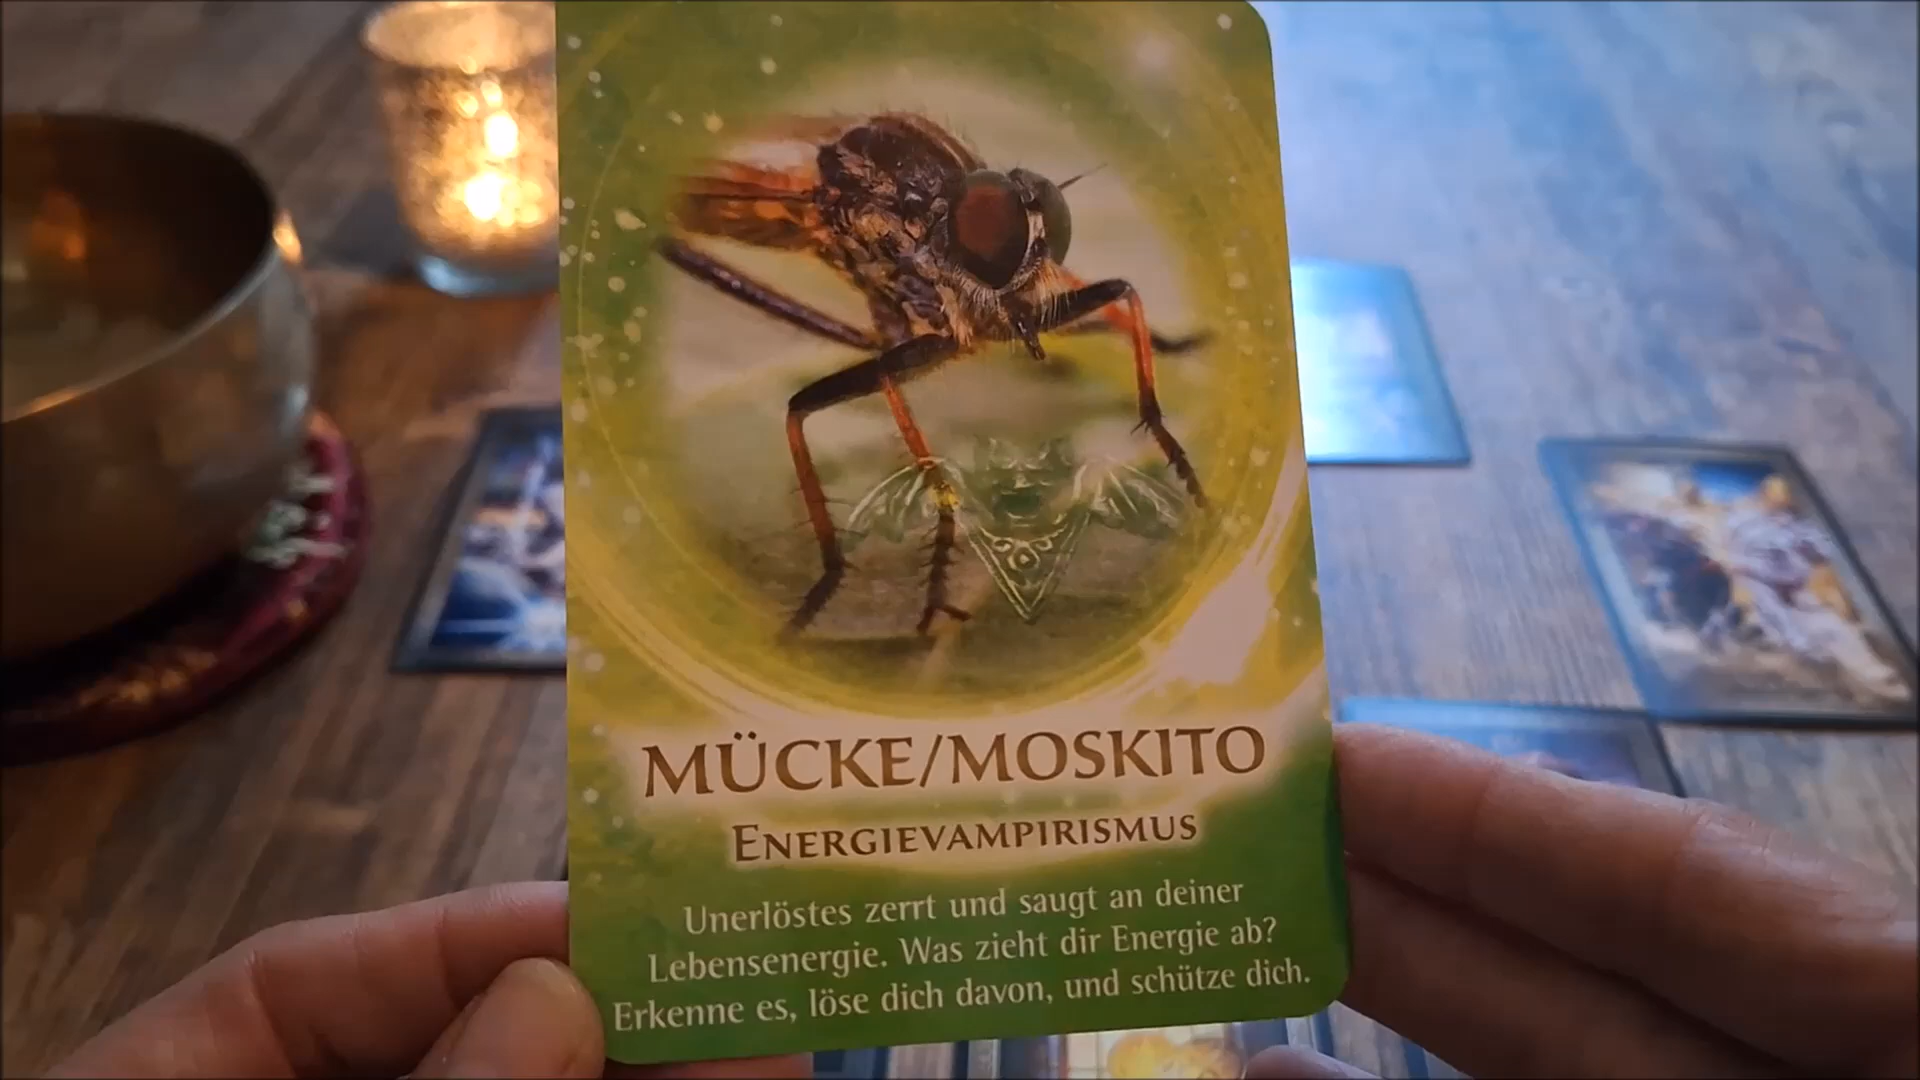 MÜCKE/MOSKITO
ENERGIEVAMPIRISMUS
Unerlöstes zerrt und saugt an deiner
Lebensenergie. Was zieht dir Energie ab?
Erkenne es, löse dich davon, und schütze dich.